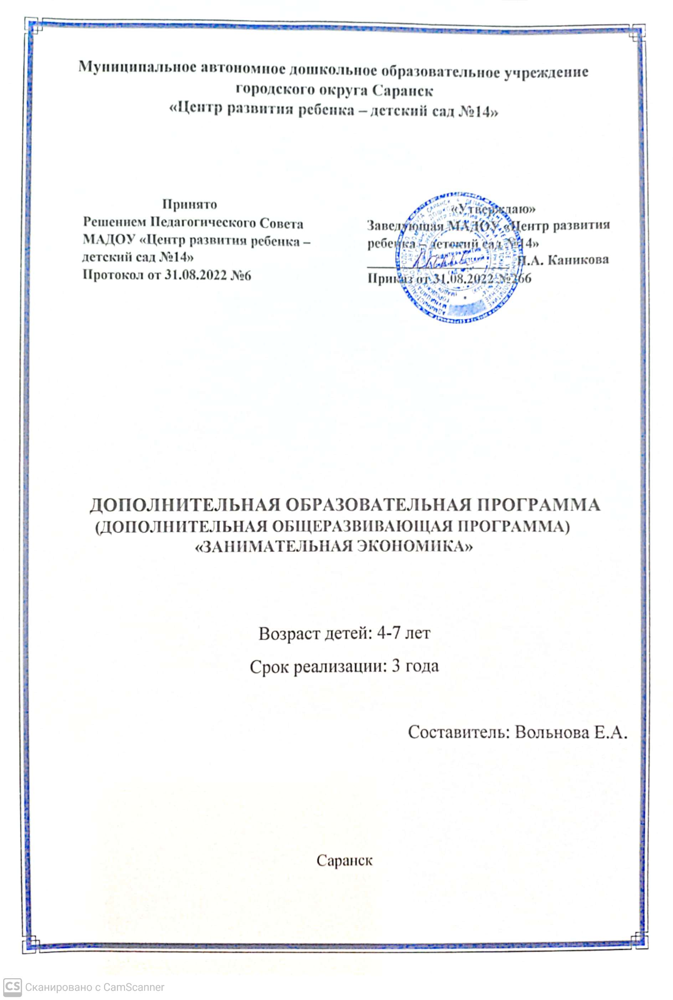 Муниципальное автономное дошкольное образовательное учреждение
городского округа Саранск
«Центр развития ребенка – детский сад №14»
Принято
Решением Педагогического Совета
МАДОУ «Центр развития ребенка –
детский сад №14»
Протокол от 31.08.2022 №6
«Утверждаю»
Заведующая МАДОУ «Центр развития
ребенка – детский сад №14»
Каникова
Приказ от 31.08.2022 №266
ДОПОЛНИТЕЛЬНАЯ ОБРАЗОВАТЕЛЬНАЯ ПРОГРАММА
(ДОПОЛНИТЕЛЬНАЯ ОБЩЕРАЗВИВАЮЩАЯ ПРОГРАММА)
«ЗАНИМАТЕЛЬНАЯ ЭКОНОМИКА»
Возраст детей: 4-7 лет
Срок реализации: 3 года
Составитель: Вольнова Е.А.
Саранск
CS Сканировано с CamScanner